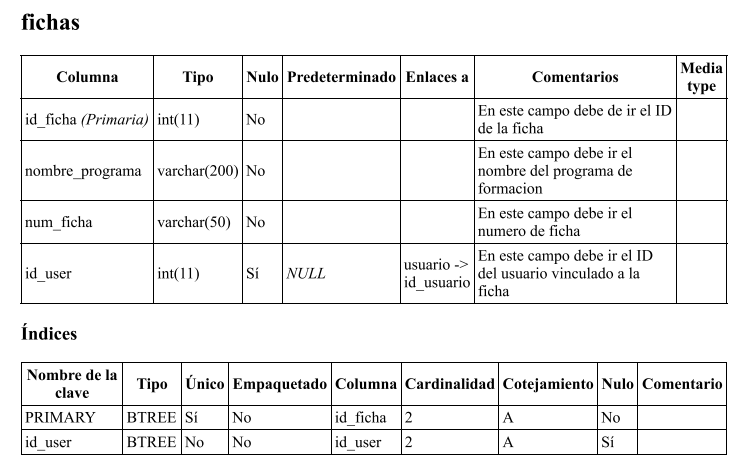 fichas
Columna Tipo Nulo Predeterminado Enlaces a Comentarios Media type
id_ficha (Primaria) int(11) No En este campo debe de ir el ID
de la ficha
nombre_programa varchar(200) No En este campo debe ir el
nombre del programa de
formacion
num_ficha varchar(50) No En este campo debe ir el
numero de ficha
id_user int(11) Sí NULL usuario -> id_usuario En este campo debe ir el ID
del usuario vinculado a la
ficha
Índices
Nombre de la clave Tipo Único Empaquetado Columna Cardinalidad Cotejamiento Nulo Comentario
PRIMARY BTREE Sí No id_ficha 2 A No
id_user BTREE No No id_user 2 A Sí